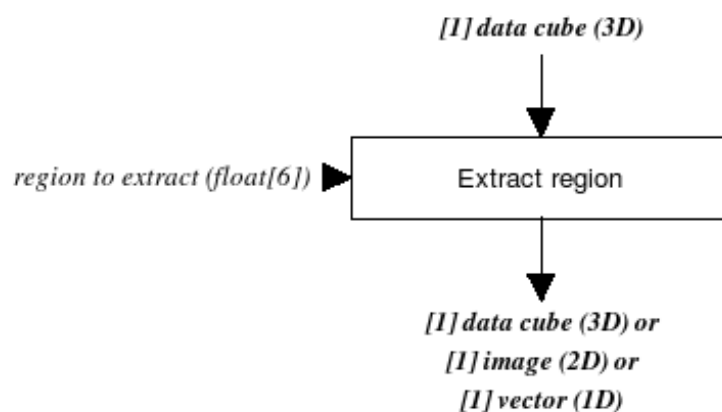 [1] data cube (3D)
region to extract (float[6])
Extract region
[1] data cube (3D) or
[1] image (2D) or
[1] vector (1D)